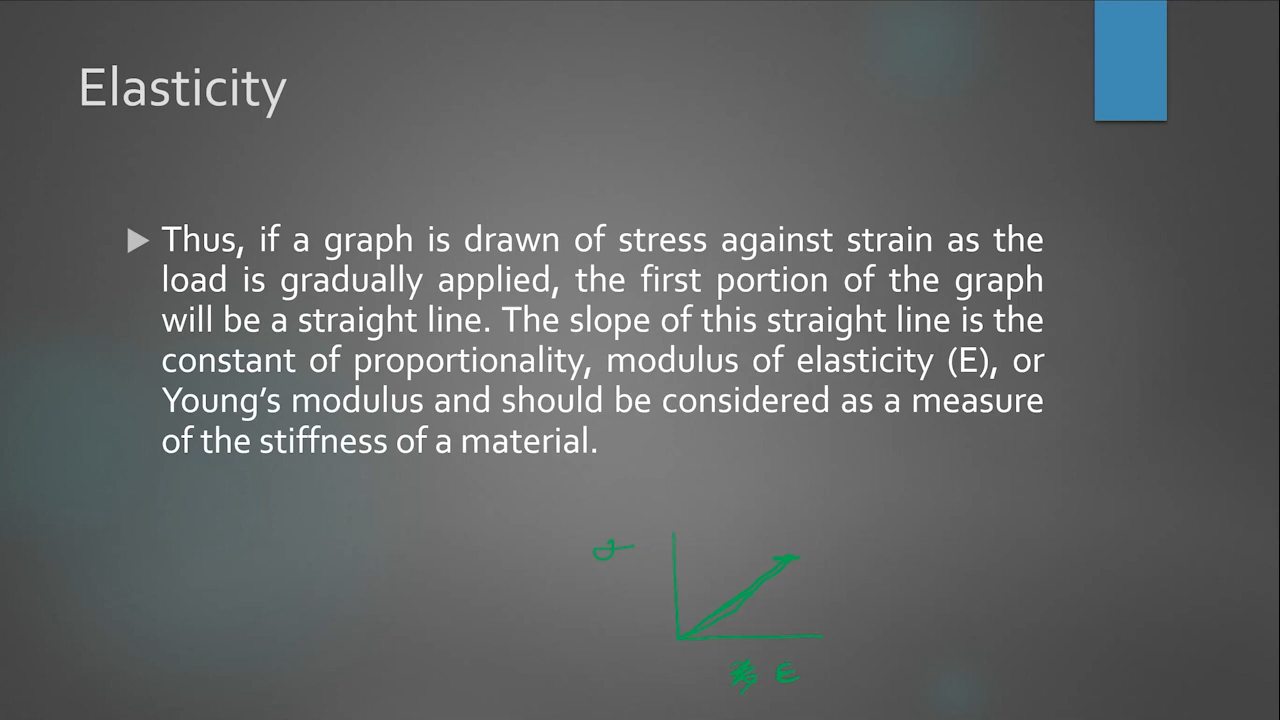 Elasticity
Thus, if a graph is drawn of stress against strain as the
load is gradually applied, the first portion of the graph
will be a straight line. The slope of this straight line is the
constant of proportionality, modulus of elasticity (E), or
Young’s modulus and should be considered as a measure
of the stiffness of a material.
σ
ε